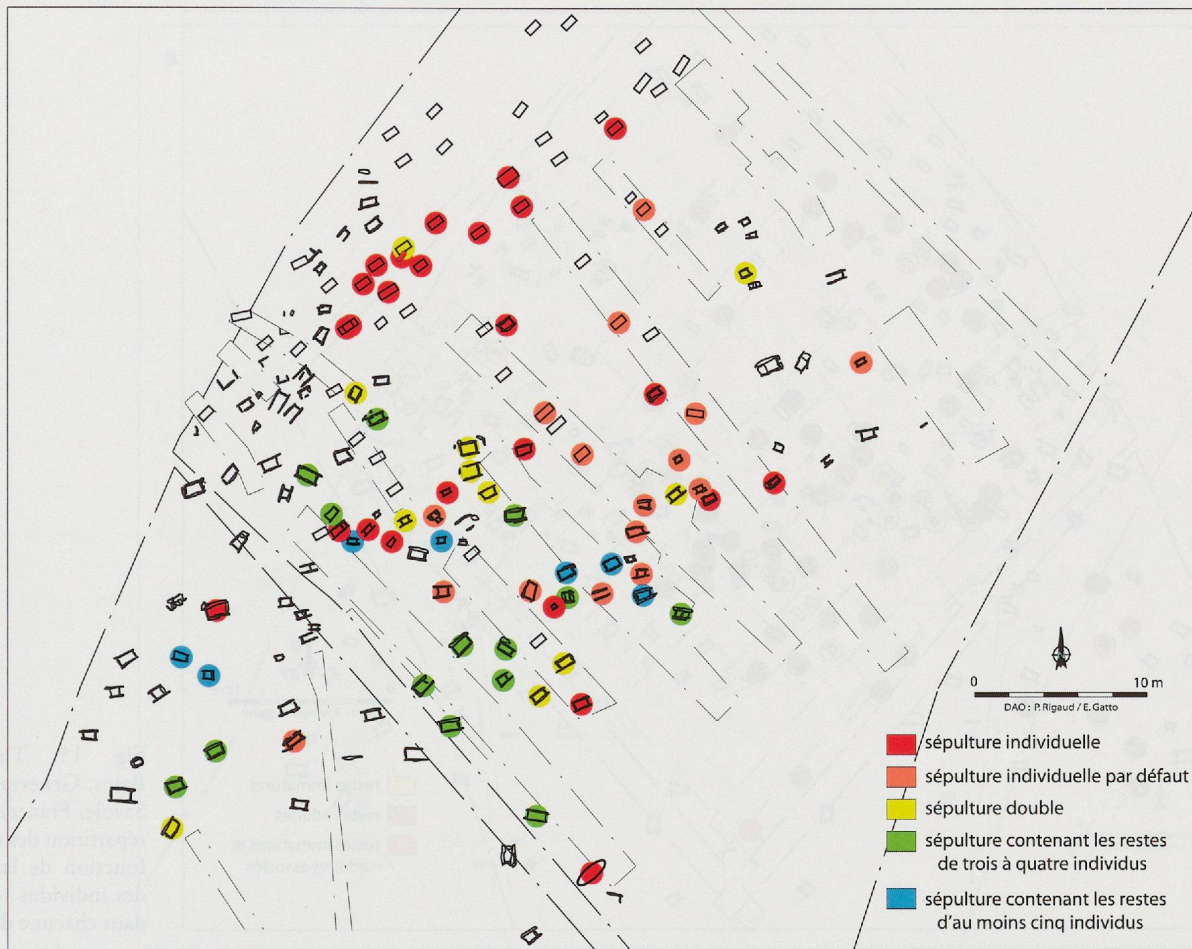 0
10 m
DAO : P. Rigaud / E. Gatto
sépulture individuelle
sépulture individuelle par défaut
sépulture double
sépulture contenant les restes
de trois à quatre individus
sépulture contenant les restes
d'au moins cinq individus